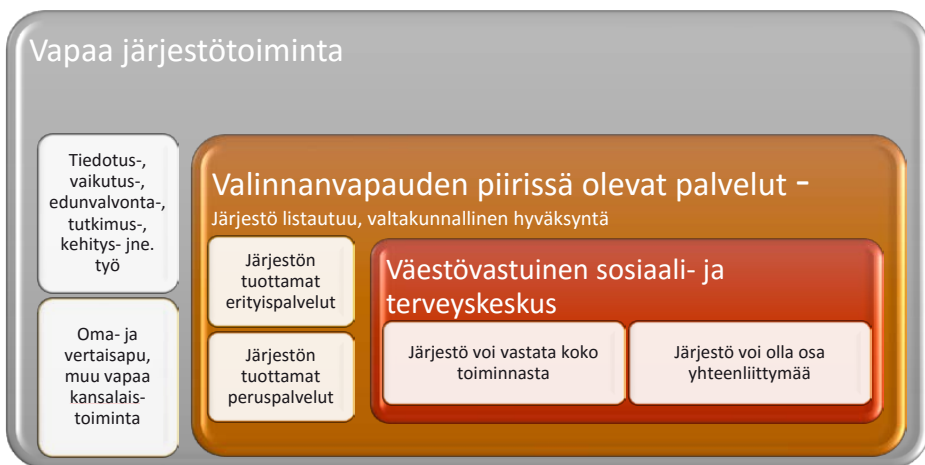 Vapaa järjestötoiminta
Tiedotus-,
vaikutus-,
edunvalvonta-,
tutkimus-,
kehitys- jne.
työ
Oma- ja
vertaisapu,
muu vapaa
kansalais-
toiminta
Valinnanvapauden piirissä olevat palvelut -
Järjestö listautuu, valtakunnallinen hyväksyntä
Järjestön
tuottamat
erityispalvelut
Järjestön
tuottamat
peruspalvelut
Väestövastuinen sosiaali- ja
terveyskeskus
Järjestö voi vastata koko
toiminnasta
Järjestö voi olla osa
yhteenliittymää